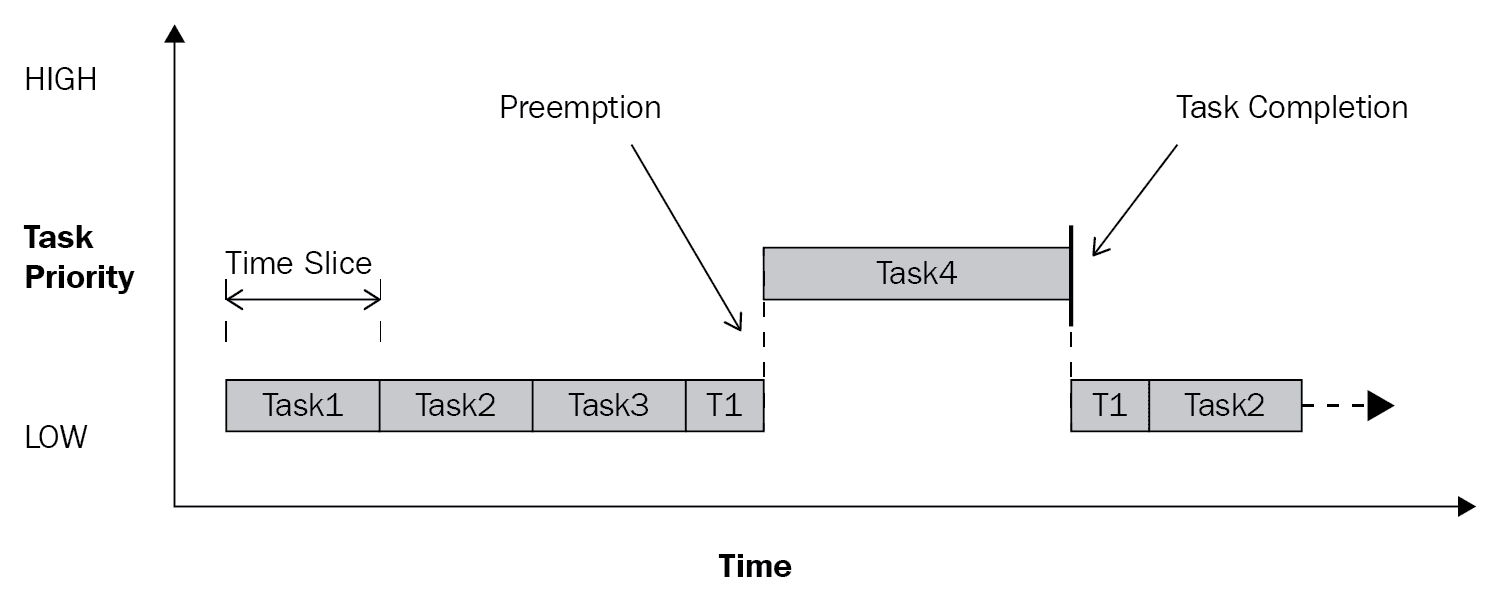 HIGH
Preemption
Task Completion
Task
Priority
Time Slice
Task4
Task1
Task2
Task3
T1
T1
Task2
LOW
Time